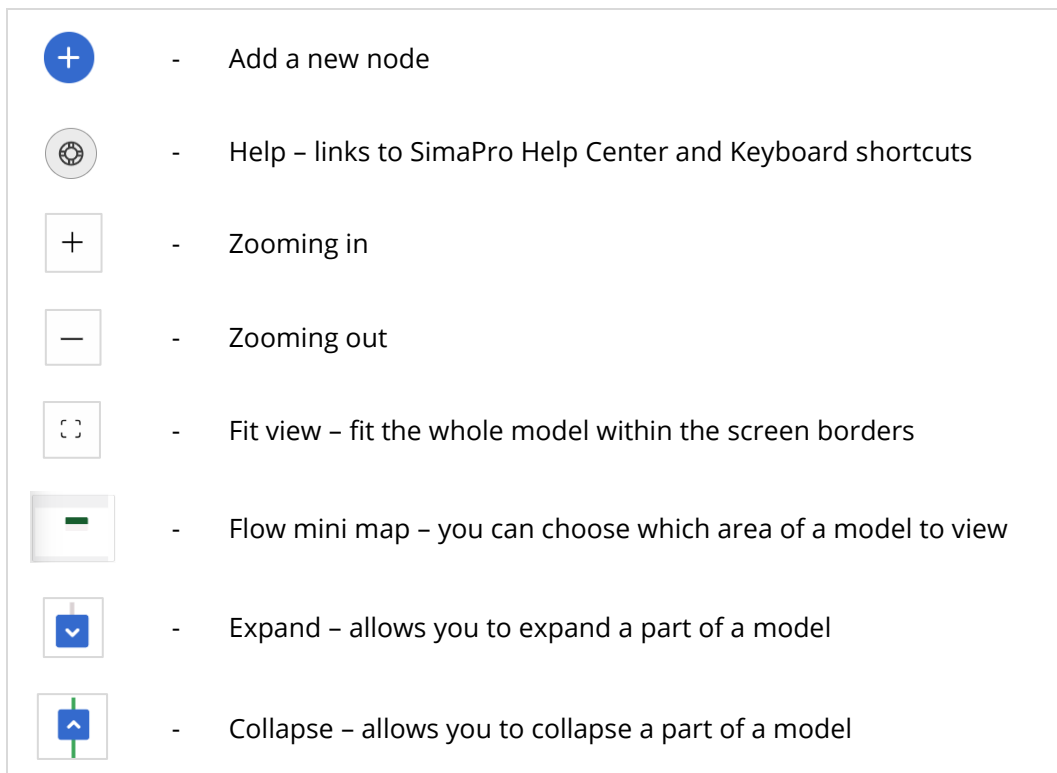 - Add a new node
- Help – links to SimaPro Help Center and Keyboard shortcuts
- Zooming in
- Zooming out
- Fit view – fit the whole model within the screen borders
- Flow mini map – you can choose which area of a model to view
- Expand – allows you to expand a part of a model
- Collapse – allows you to collapse a part of a model